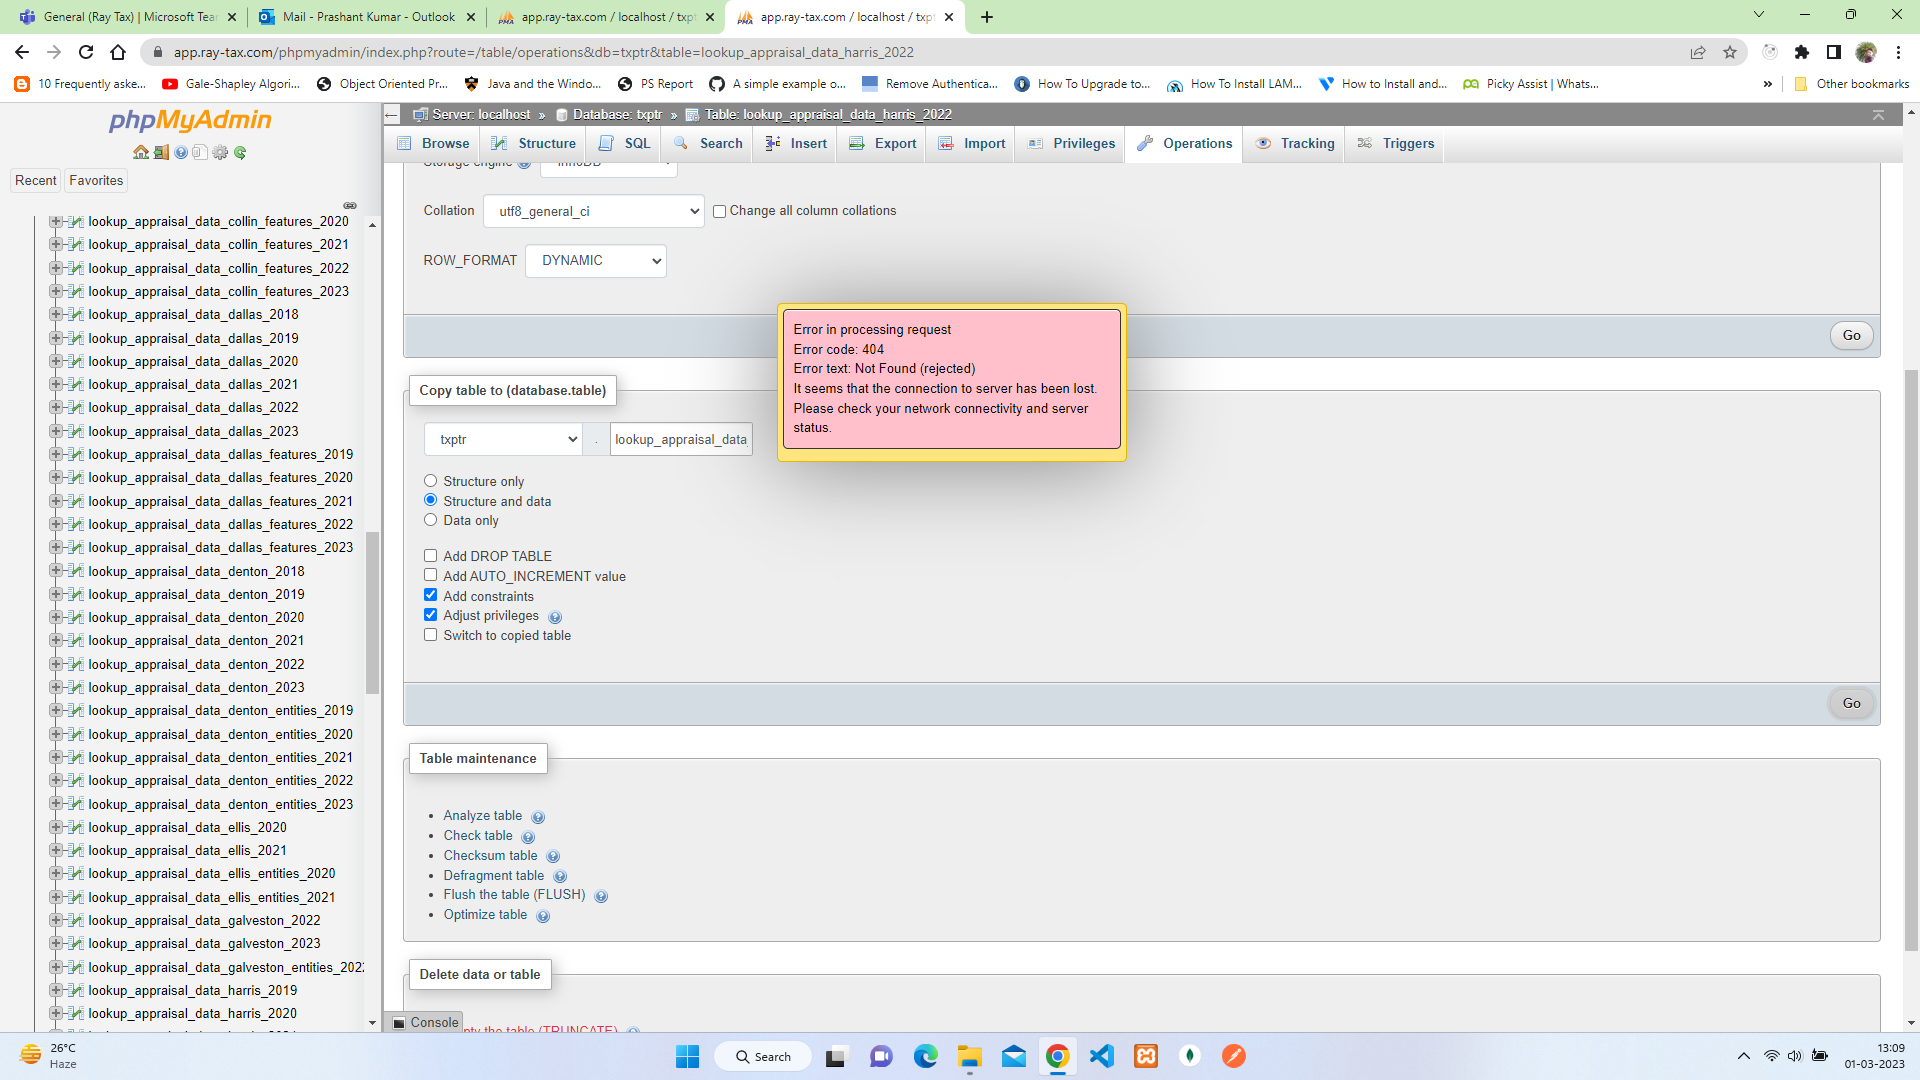 General (Ray Tax) | Microsoft Tea
Mail - Prashant Kumar - Outlook
app.ray-tax.com / localhost / txpt
app.ray-tax.com / localhost / txpt
app.ray-tax.com/phpmyadmin/index.php?route=/table/operations&db=txptr&table=lookup_appraisal_data_harris_2022
10 Frequently aske...
Gale-Shapley Algori...
Object Oriented Pr...
Java and the Windo...
PS Report
A simple example o...
Remove Authentica...
How To Upgrade to...
How To Install LAM...
How to Install and...
Picky Assist | Whats...
»
Other bookmarks
phpMyAdmin
Recent
Favorites
lookup_appraisal_data_collin_features_2020
lookup_appraisal_data_collin_features_2021
lookup_appraisal_data_collin_features_2022
lookup_appraisal_data_collin_features_2023
lookup_appraisal_data_dallas_2018
lookup_appraisal_data_dallas_2019
lookup_appraisal_data_dallas_2020
lookup_appraisal_data_dallas_2021
lookup_appraisal_data_dallas_2022
lookup_appraisal_data_dallas_2023
lookup_appraisal_data_dallas_features_2019
lookup_appraisal_data_dallas_features_2020
lookup_appraisal_data_dallas_features_2021
lookup_appraisal_data_dallas_features_2022
lookup_appraisal_data_dallas_features_2023
lookup_appraisal_data_denton_2018
lookup_appraisal_data_denton_2019
lookup_appraisal_data_denton_2020
lookup_appraisal_data_denton_2021
lookup_appraisal_data_denton_2022
lookup_appraisal_data_denton_2023
lookup_appraisal_data_denton_entities_2019
lookup_appraisal_data_denton_entities_2020
lookup_appraisal_data_denton_entities_2021
lookup_appraisal_data_denton_entities_2022
lookup_appraisal_data_denton_entities_2023
lookup_appraisal_data_ellis_2020
lookup_appraisal_data_ellis_2021
lookup_appraisal_data_ellis_entities_2020
lookup_appraisal_data_ellis_entities_2021
lookup_appraisal_data_galveston_2022
lookup_appraisal_data_galveston_2023
lookup_appraisal_data_galveston_entities_202
lookup_appraisal_data_harris_2019
lookup_appraisal_data_harris_2020
Server: localhost » Database: txptr » Table: lookup_appraisal_data_harris_2022
Browse
Structure
SQL
Search
Insert
Export
Import
Privileges
Operations
Tracking
Triggers
Storage Engine
InnoDB
Collation
utf8_general_ci
Change all column collations
ROW_FORMAT
DYNAMIC
Go
Error in processing request
Error code: 404
Error text: Not Found (rejected)
It seems that the connection to server has been lost.
Please check your network connectivity and server
status.
Copy table to (database.table)
txptr
.
lookup_appraisal_data_
Structure only
Structure and data
Data only
Add DROP TABLE
Add AUTO_INCREMENT value
Add constraints
Adjust privileges
Switch to copied table
Go
Table maintenance
Analyze table
Check table
Checksum table
Defragment table
Flush the table (FLUSH)
Optimize table
Delete data or table
pty the table (TRUNCATE)
Console
26°C
Haze
Search
13:09
01-03-2023